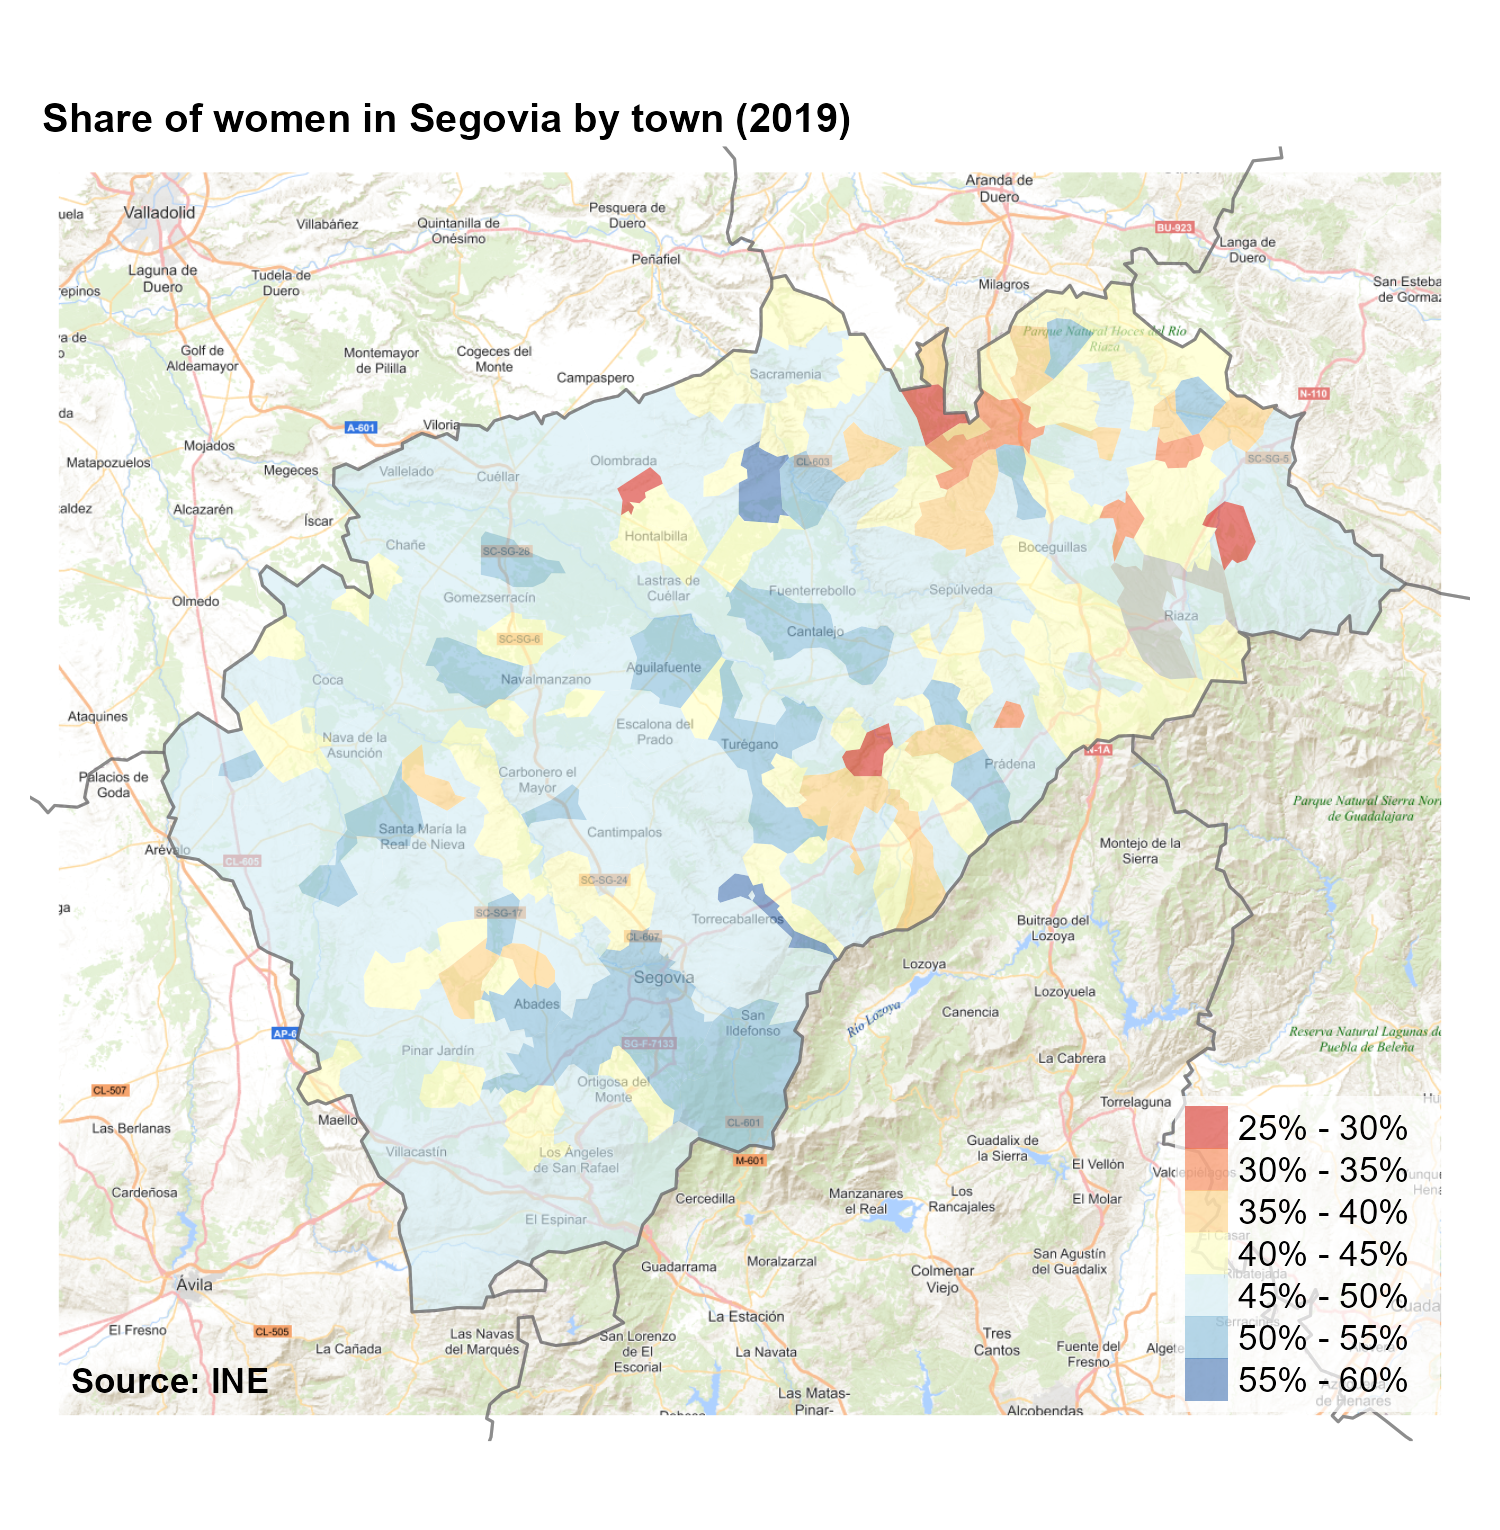 Share of women in Segovia by town (2019)
Aranda de
Duero
Pesquera de
Duero
Valladolid
Villabáñez
Quintanilla de
Onésimo
BU-923
Langa de
Duero
Peñafiel
Laguna de
Duero
Tudela de
Duero
Milagros
San Esteba
de Gormaz
repinos
Parque Natural Hoces del Río
Riaza
Golf de
Aldeamayor
Montemayor
de Pililla
Cogeces del
Monte
Campaspero
Sacramenia
N-110
A-601
Viloria
Mojados
Matapozuelos
Megeces
Vallelado
Cuéllar
Olombrada
CL-603
SC-SG-5
Alcazarén
Íscar
Chañe
SC-SG-26
Hontalbilla
Boceguillas
Olmedo
Gomezserracín
Lastras de
Cuéllar
Fuenterrebollo
Sepúlveda
Riaza
SC-SG-6
Cantalejo
Coca
Navalmanzano
Aguilafuente
Ataquines
Nava de la
Asunción
Escalona del
Prado
Turégano
N-1A
Palacios de
Goda
Carbonero el
Mayor
Prádena
Parque Natural Sierra Nort
de Guadalajara
Santa María la
Real de Nieva
Cantimpalos
Arévalo
CL-605
Montejo de la
Sierra
SC-SG-24
SC-SG-17
Torrecaballeros
CL-607
Buitrago del
Lozoya
Segovia
Lozoya
Lozoyuela
Abades
San
Ildefonso
Río Lozoya
Canencia
AP-6
SG-F-7133
Reserva Natural Lagunas de
Puebla de Beleña
Pinar Jardín
La Cabrera
Ortigosa del
Monte
CL-507
Torrelaguna
Las Berlanas
Maello
CL-601
Villacastín
Los Ángeles
de San Rafael
M-601
Guadalix de
la Sierra
El Vellón
Valdepiélagos
Cardeñosa
Cercedilla
Manzanares
el Real
Los
Rancajales
El Molar
El Espinar
El Casar
Guadarrama
Moralzarzal
San Agustín
del Guadalix
Ribatejada
Ávila
Colmenar
Viejo
El Fresno
CL-505
La Cañada
Las Navas
del Marqués
San Lorenzo
de El
Escorial
La Estación
La Navata
Tres
Cantos
Fuente del
Fresno
Algete
Serracines
Las Matas-
Pinar-
Alcobendas
de Henares
25% - 30%
30% - 35%
35% - 40%
40% - 45%
45% - 50%
50% - 55%
55% - 60%
Source: INE